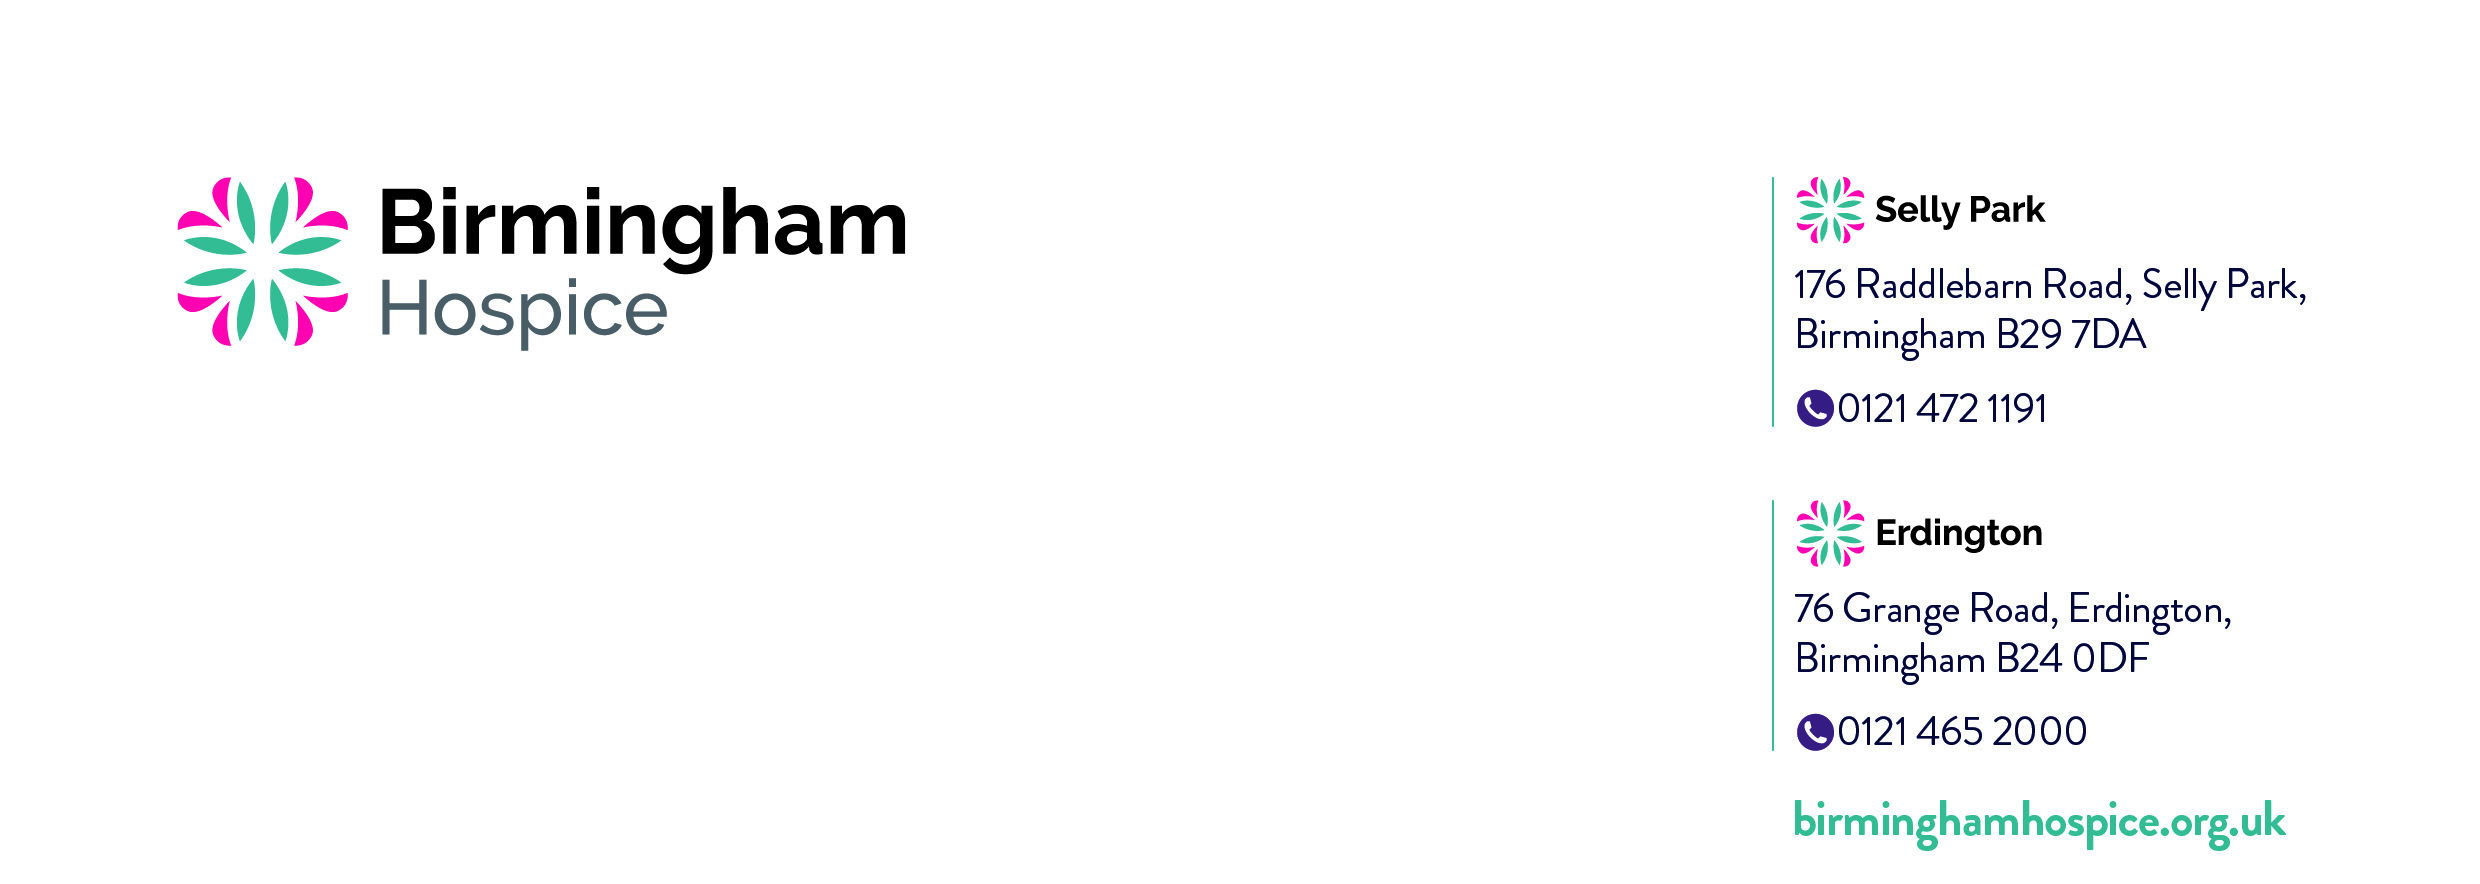 Birmingham
Hospice
Selly Park
176 Raddlebarn Road, Selly Park,
Birmingham B29 7DA
0121 472 1191
Erdington
76 Grange Road, Erdington,
Birmingham B24 0DF
0121 465 2000
birminghamhospice.org.uk